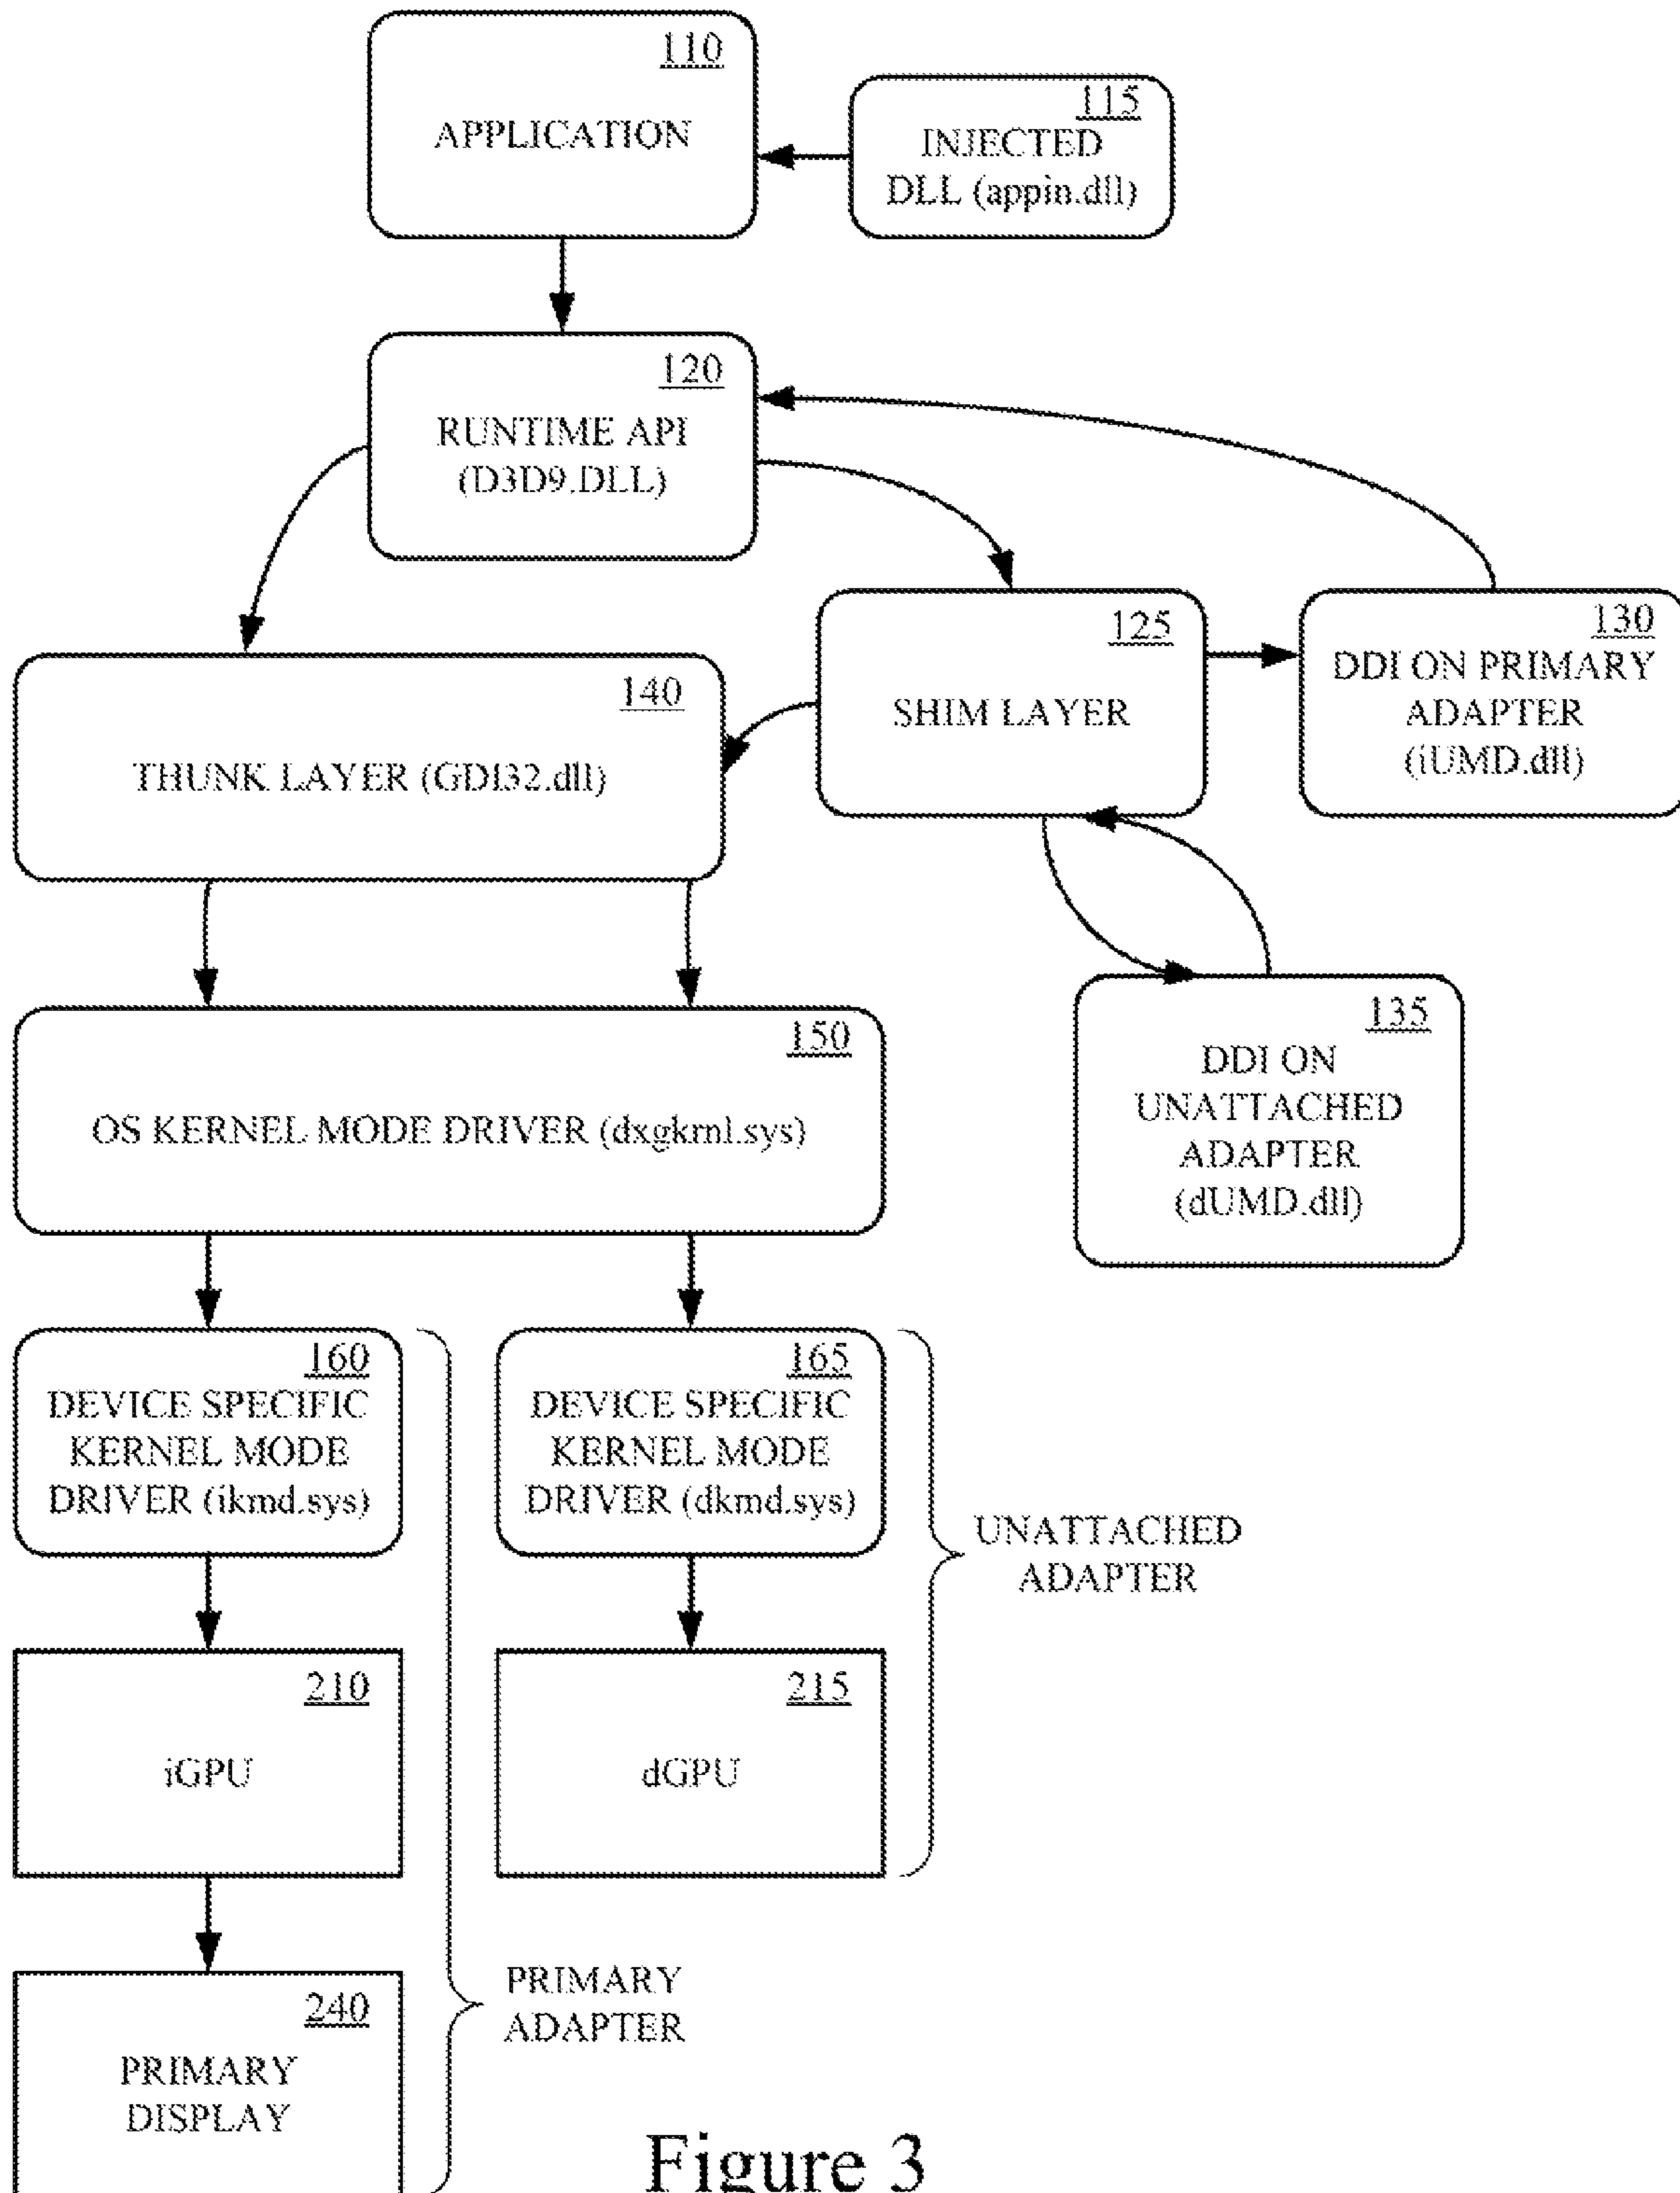 110
APPLICATION
115
INJECTED
DLL (appin.dll)
120
RUNTIME API
(D3D9.DLL)
125
SHIM LAYER
130
DDI ON PRIMARY
ADAPTER
(iUMD.dll)
140
THUNK LAYER (GDI32.dll)
135
DDI ON
UNATTACHED
ADAPTER
(dUMD.dll)
150
OS KERNEL MODE DRIVER (dxgkrnl.sys)
160
DEVICE SPECIFIC
KERNEL MODE
DRIVER (ikmd.sys)
165
DEVICE SPECIFIC
KERNEL MODE
DRIVER (dkmd.sys)
UNATTACHED
ADAPTER
210
iGPU
215
dGPU
PRIMARY
ADAPTER
240
PRIMARY
DISPLAY
Figure 3